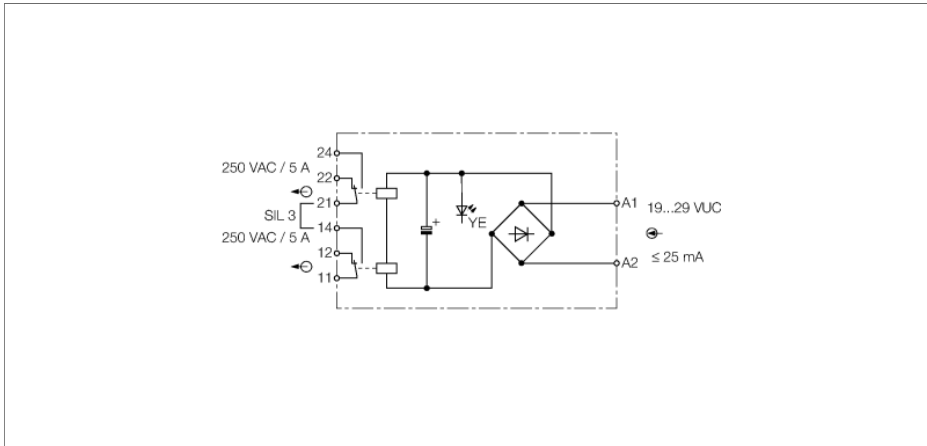 24
250 VAC / 5 A
22
21
SIL 3
14
250 VAC / 5 A
12
11
+
YE
A1
19...29 VUC
A2
≤ 25 mA